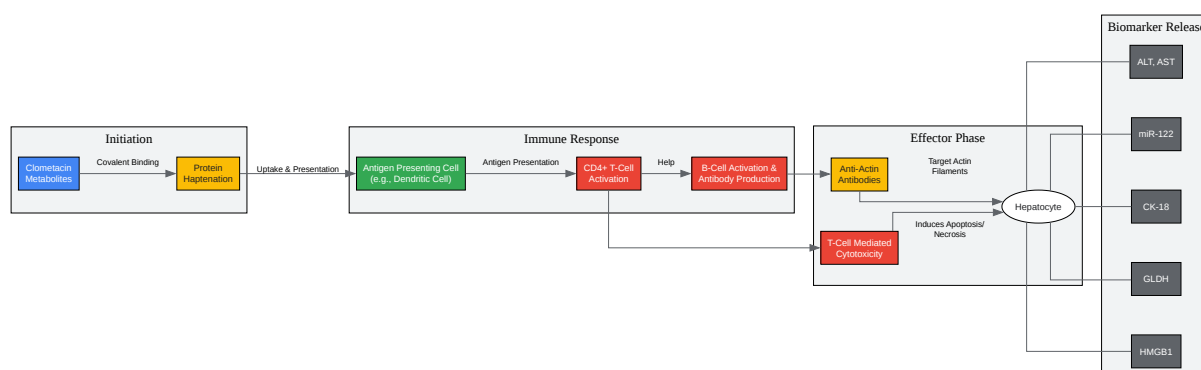 Biomarker Release
ALT, AST
Initiation
Immune Response
Effector Phase
miR-122
Clometacin
Metabolites
Covalent Binding
Protein
Haptenation
Uptake & Presentation
Antigen Presenting Cell
(e.g., Dendritic Cell)
Antigen Presentation
CD4+ T-Cell
Activation
Help
B-Cell Activation &
Antibody Production
Anti-Actin
Antibodies
Target Actin
Filaments
Hepatocyte
CK-18
T-Cell Mediated
Cytotoxicity
Induces Apoptosis/
Necrosis
GLDH
HMGB1